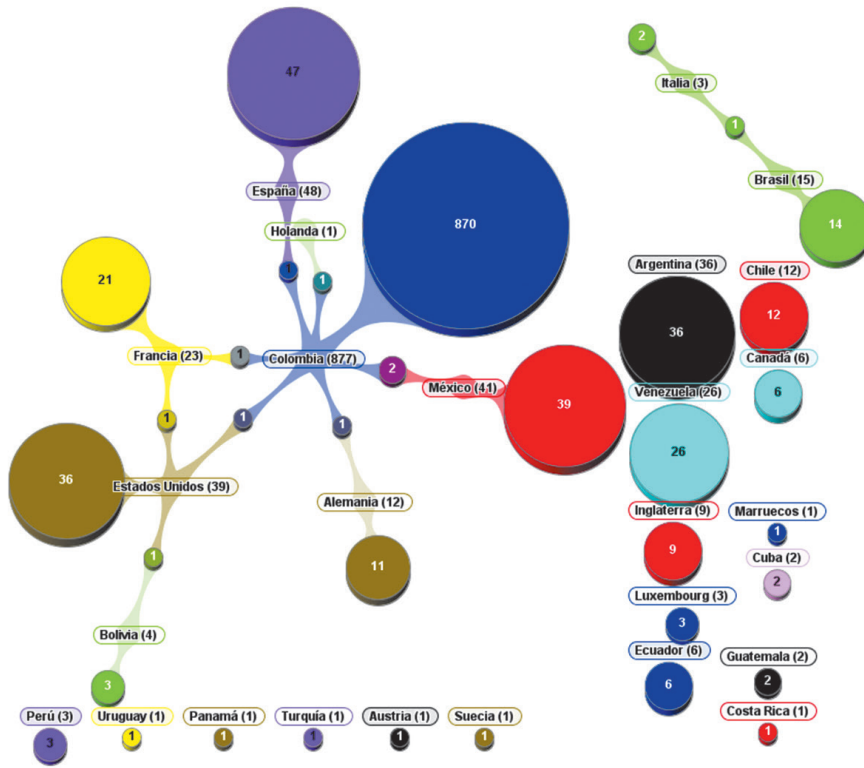 47
2
Italia (3)
1
España (48)
Brasil (15)
14
Holanda (1)
870
1
1
21
Argentina (36)
Chile (12)
36
12
Francia (23)
1
Colombia (877)
2
México (41)
39
Canadá (6)
6
Venezuela (26)
26
1
1
1
36
Estados Unidos (39)
Alemania (12)
11
1
Inglaterra (9)
9
Marruecos (1)
1
Cuba (2)
2
Luxembourg (3)
3
Bolivia (4)
3
Ecuador (6)
6
Guatemala (2)
2
Costa Rica (1)
1
Perú (3)
3
Uruguay (1)
1
Panamá (1)
1
Turquía (1)
1
Austria (1)
1
Suecia (1)
1